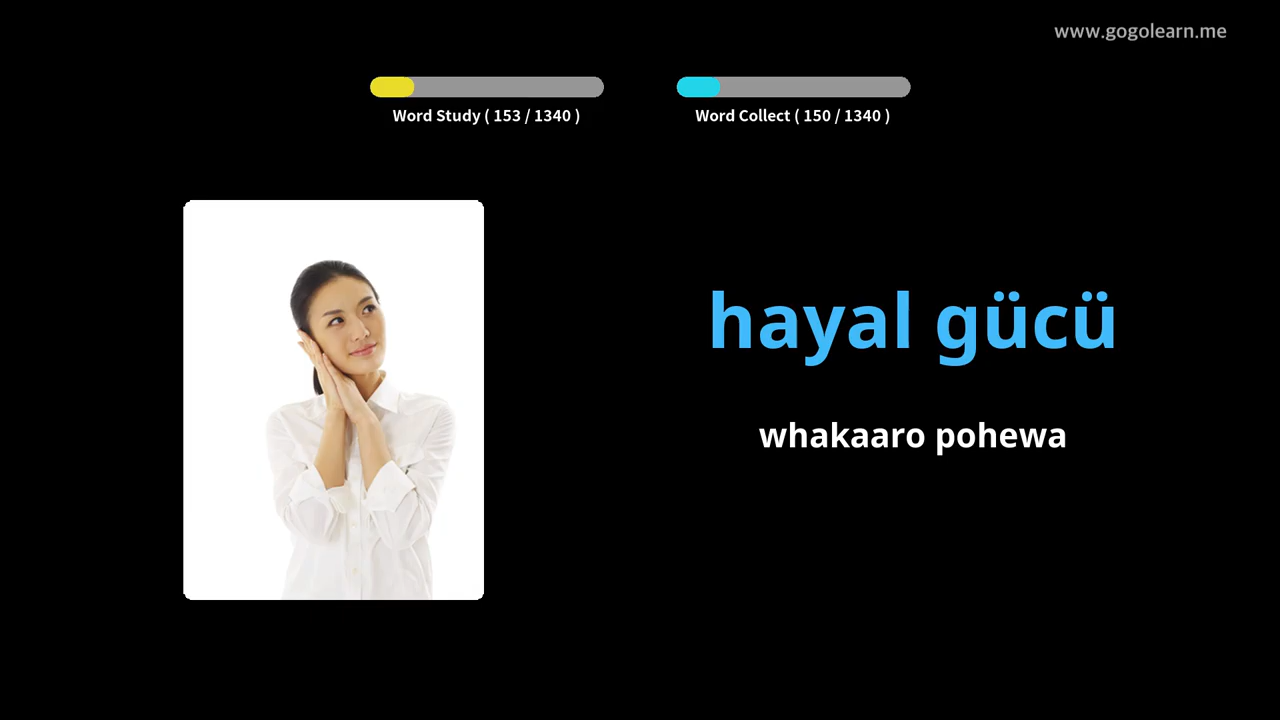 www.gogolearn.me
Word Study ( 153 / 1340 )
Word Collect ( 150 / 1340 )
hayal gücü
whakaaro pohewa